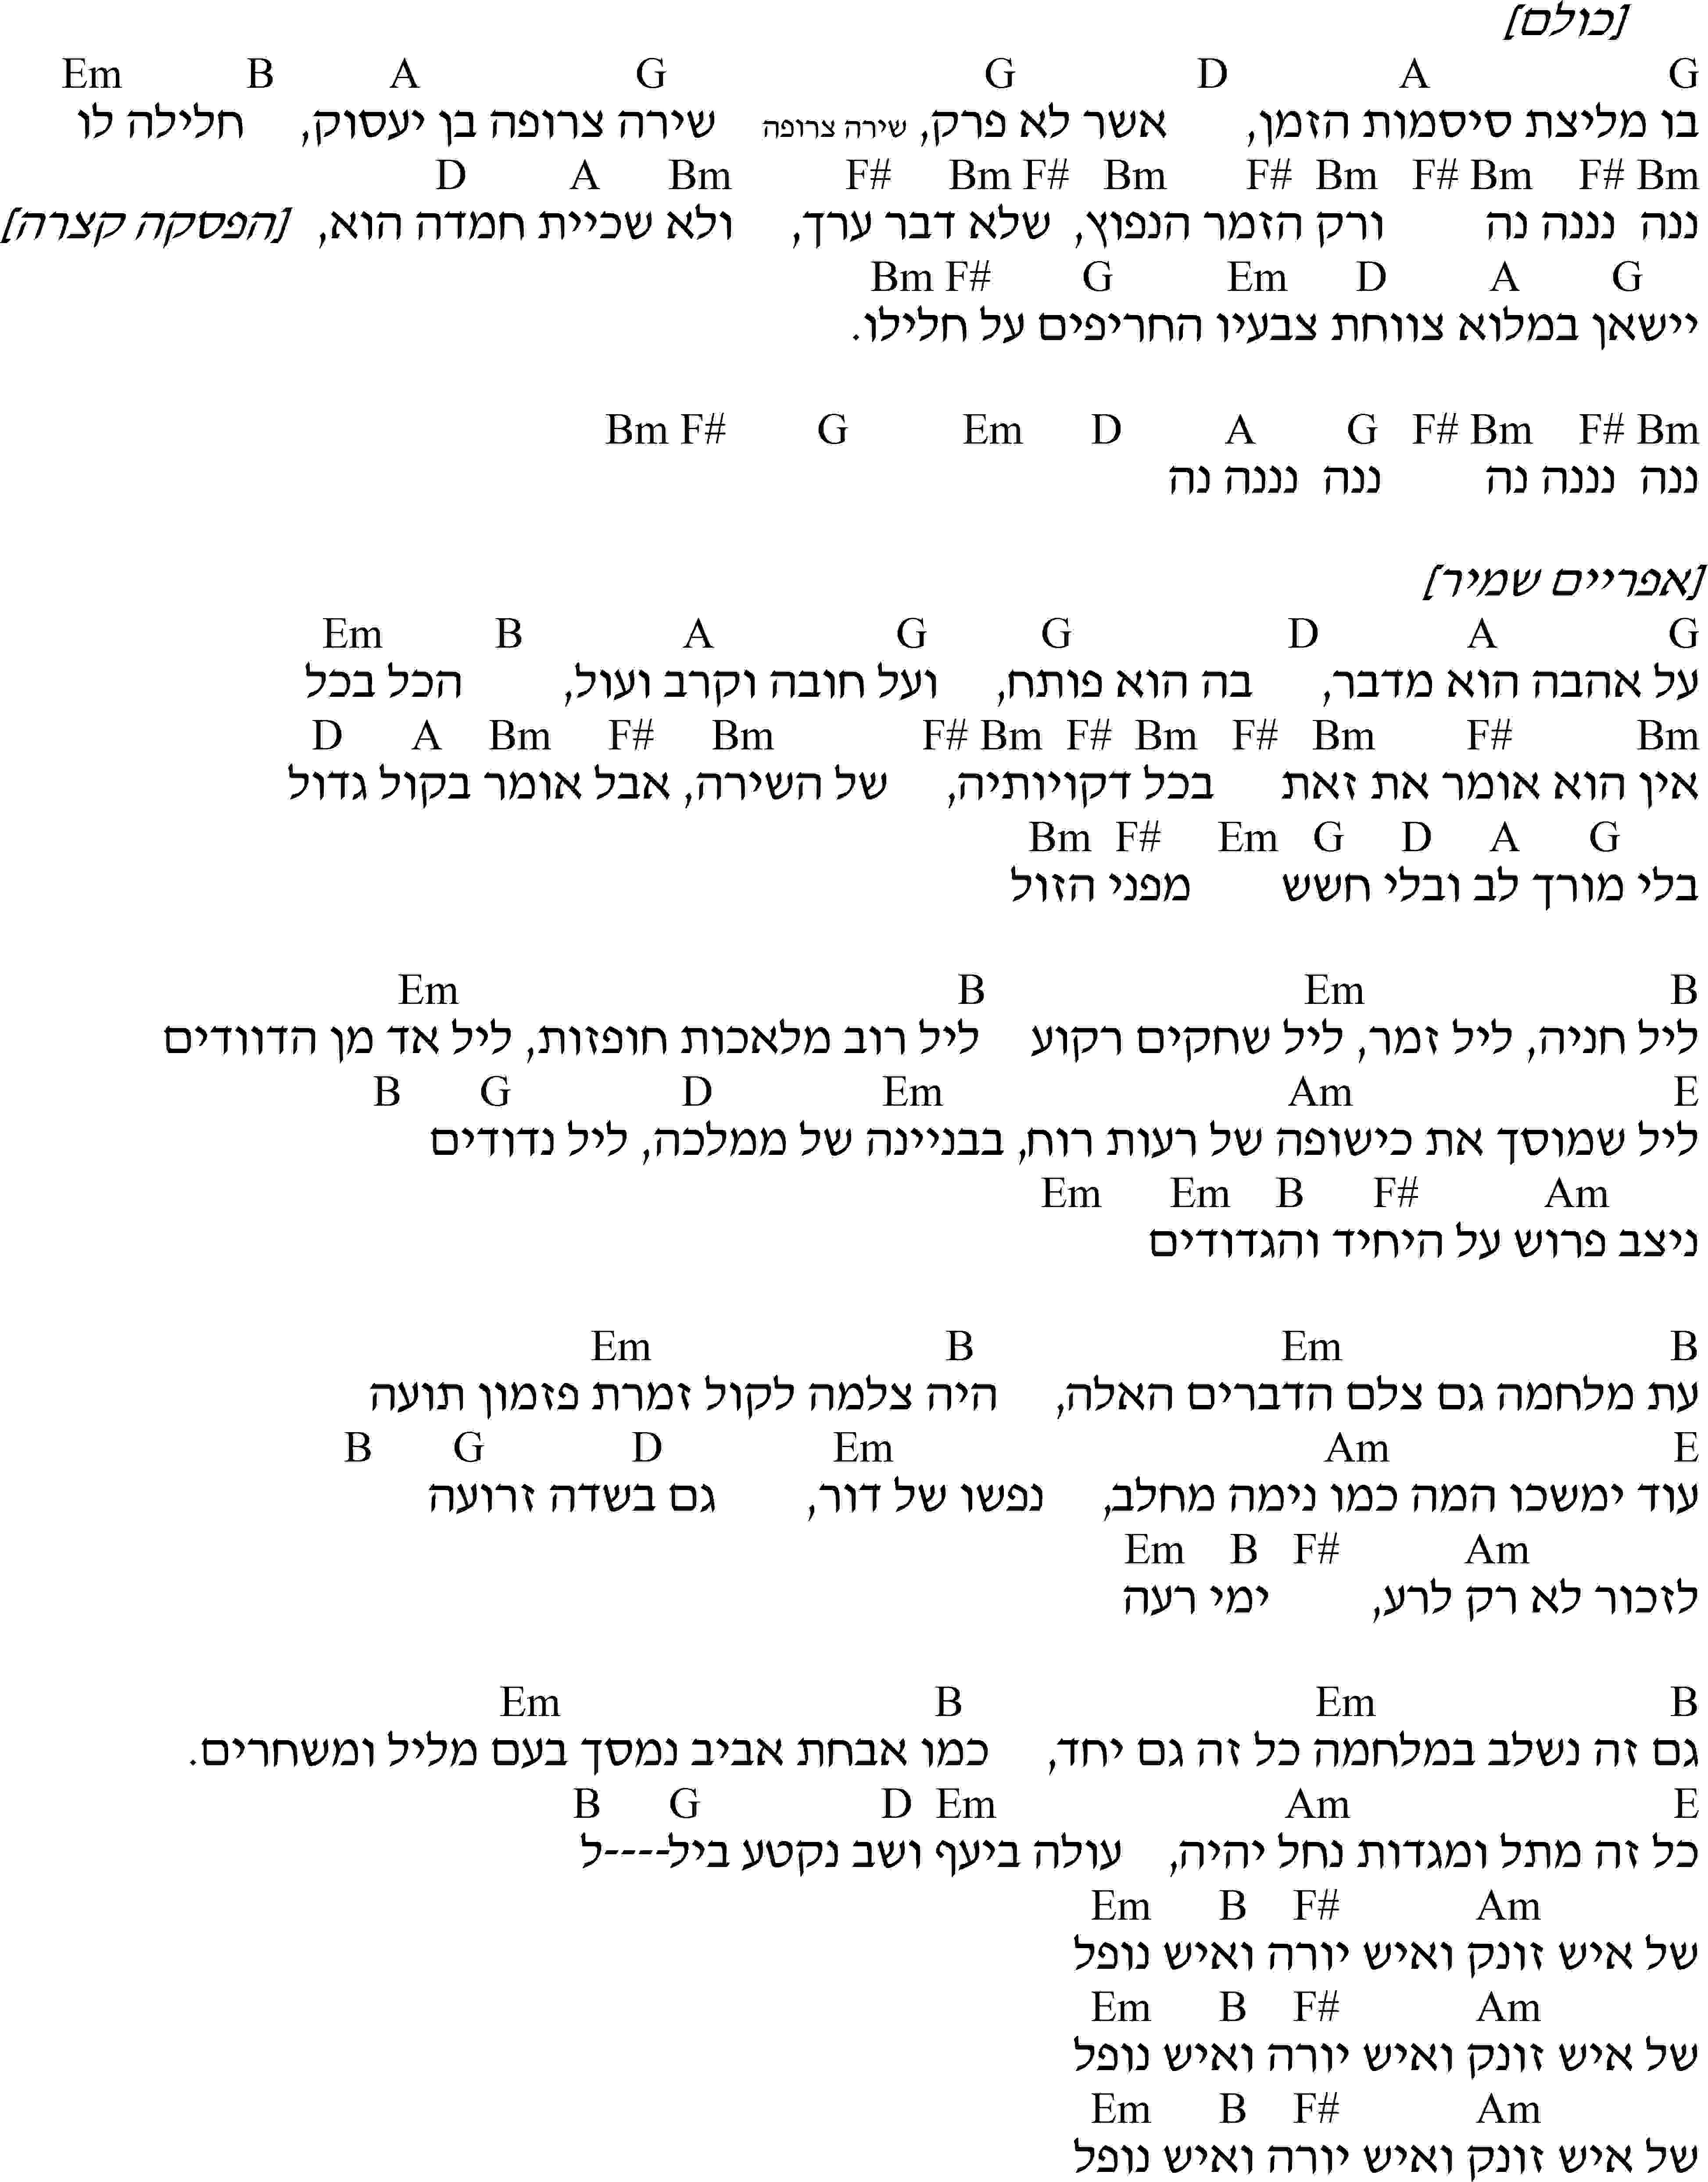 [כולם]
G A D G G A B Em
בו מליצת סיסמות הזמן, אשר לא פרק, שירה צרופה שירה צרופה בן יעסוק, חלילה לו
Bm F# Bm F# Bm F# Bm F# Bm F# Bm A D
ננה נננה נה ורק הזמר הנפוץ, שלא דבר ערך, ולא שכיית חמדה הוא, [הפסקה קצרה]
G A D Em G F# Bm
יישאן במלוא צווחת צבעיו החריפים על חלילו.
Bm F# Bm F# G A D Em G F# Bm
ננה נננה נה ננה נננה נה
[אפריים שמיר]
G A D G G A B Em
על אהבה הוא מדבר, בה הוא פותח, ועל חובה וקרב ועול, הכל בכל
Bm F# Bm F# Bm F# Bm F# Bm F# Bm A D
אין הוא אומר את זאת בכל דקויותיה, של השירה, אבל אומר בקול גדול
G A D G Em F# Bm
בלי מורך לב ובלי חשש מפני הזול
B Em B Em
ליל חניה, ליל זמר, ליל שחקים רקוע ליל רוב מלאכות חופזות, ליל אד מן הדוודים
E Am Em D G B
ליל שמוסך את כישופה של רעות רוח, בבניינה של ממלכה, ליל נדודים
Am F# B Em Em
ניצב פרוש על היחיד והגדודים
B Em B Em
עת מלחמה גם צלם הדברים האלה, היה צלמה לקול זמרת פזמון תועה
E Am Em D G B
עוד ימשכו המה כמו נימה מחלב, נפשו של דור, גם בשדה זרועה
Am F# B Em
לזכור לא רק לרע, ימי רעה
B Em B Em
גם זה נשלב במלחמה כל זה גם יחד, כמו אבחת אביב נמסך בעם מליל ומשחרים.
E Am Em D G B
כל זה מתל ומגדות נחל יהיה, עולה ביעף ושב נקטע ביל----ל
Am F# B Em
של איש זונק ואיש יורה ואיש נופל
Am F# B Em
של איש זונק ואיש יורה ואיש נופל
Am F# B Em
של איש זונק ואיש יורה ואיש נופל